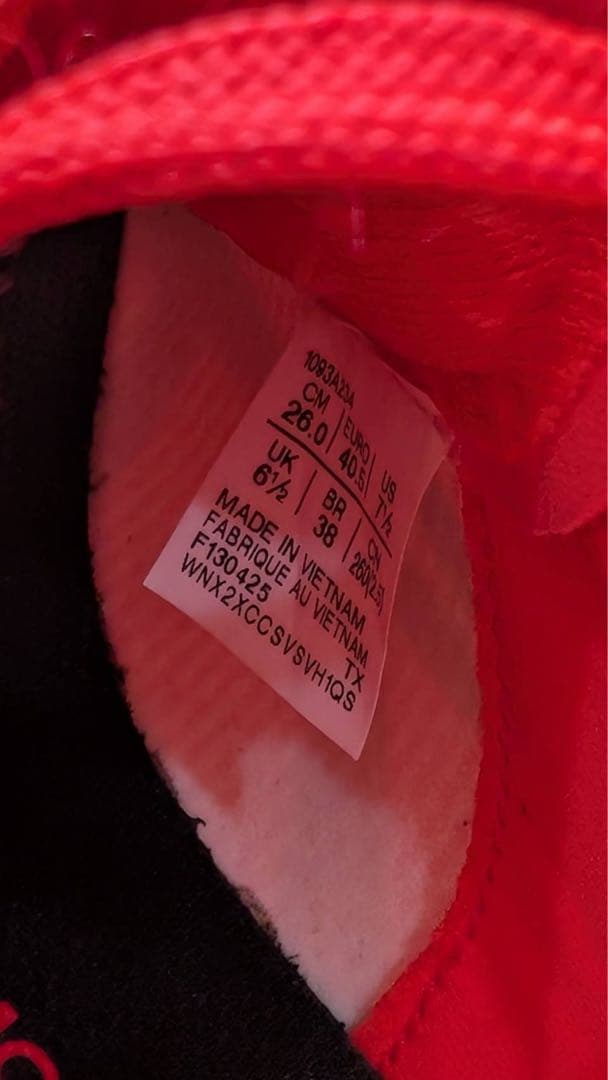 1093A234
CM EURO US
26.0 40.5 7½
UK BR CN
6½ 38 260(2.5)
MADE IN VIETNAM
FABRIQUE AU VIETNAM
F130425 TX
WNX2XCCSVSVH1QS